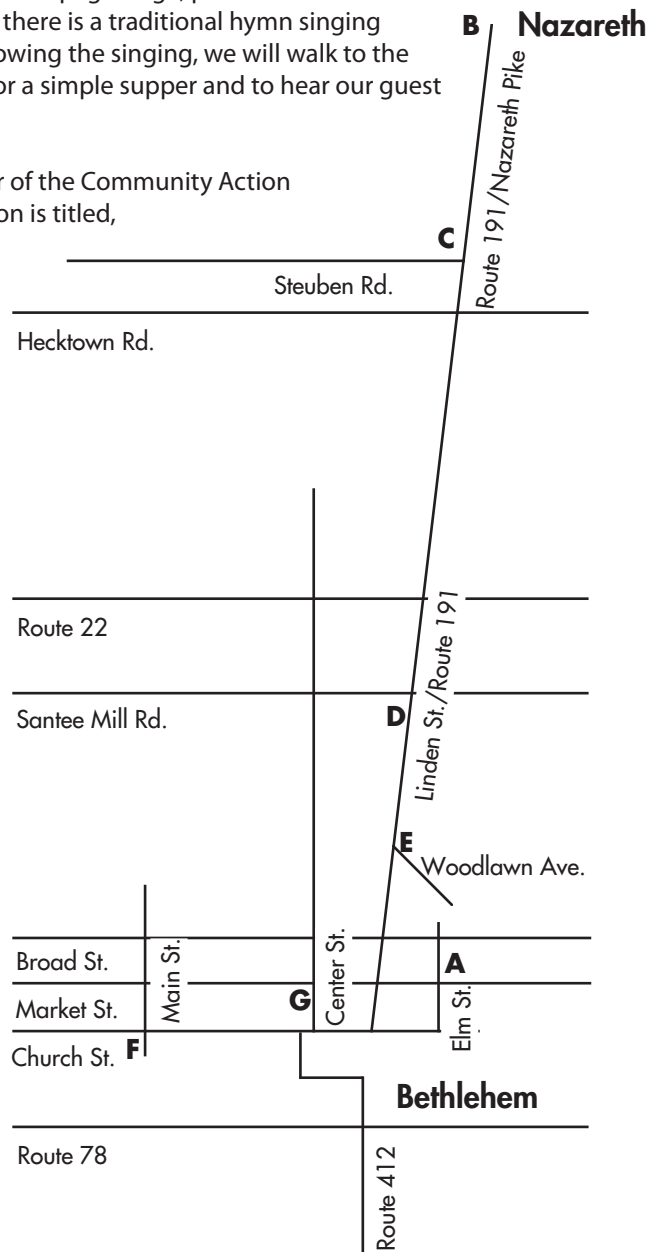 there is a traditional hymn singing
owing the singing, we will walk to the
or a simple supper and to hear our guest
r of the Community Action
on is titled,
B Nazareth
Route 191/Nazareth Pike
C
Steuben Rd.
Hecktown Rd.
Route 22
Linden St./Route 191
Santee Mill Rd.
D
E
Woodlawn Ave.
Broad St.
Main St.
Center St.
A
Market St.
G
Elm St.
Church St. F
Bethlehem
Route 78
Route 412